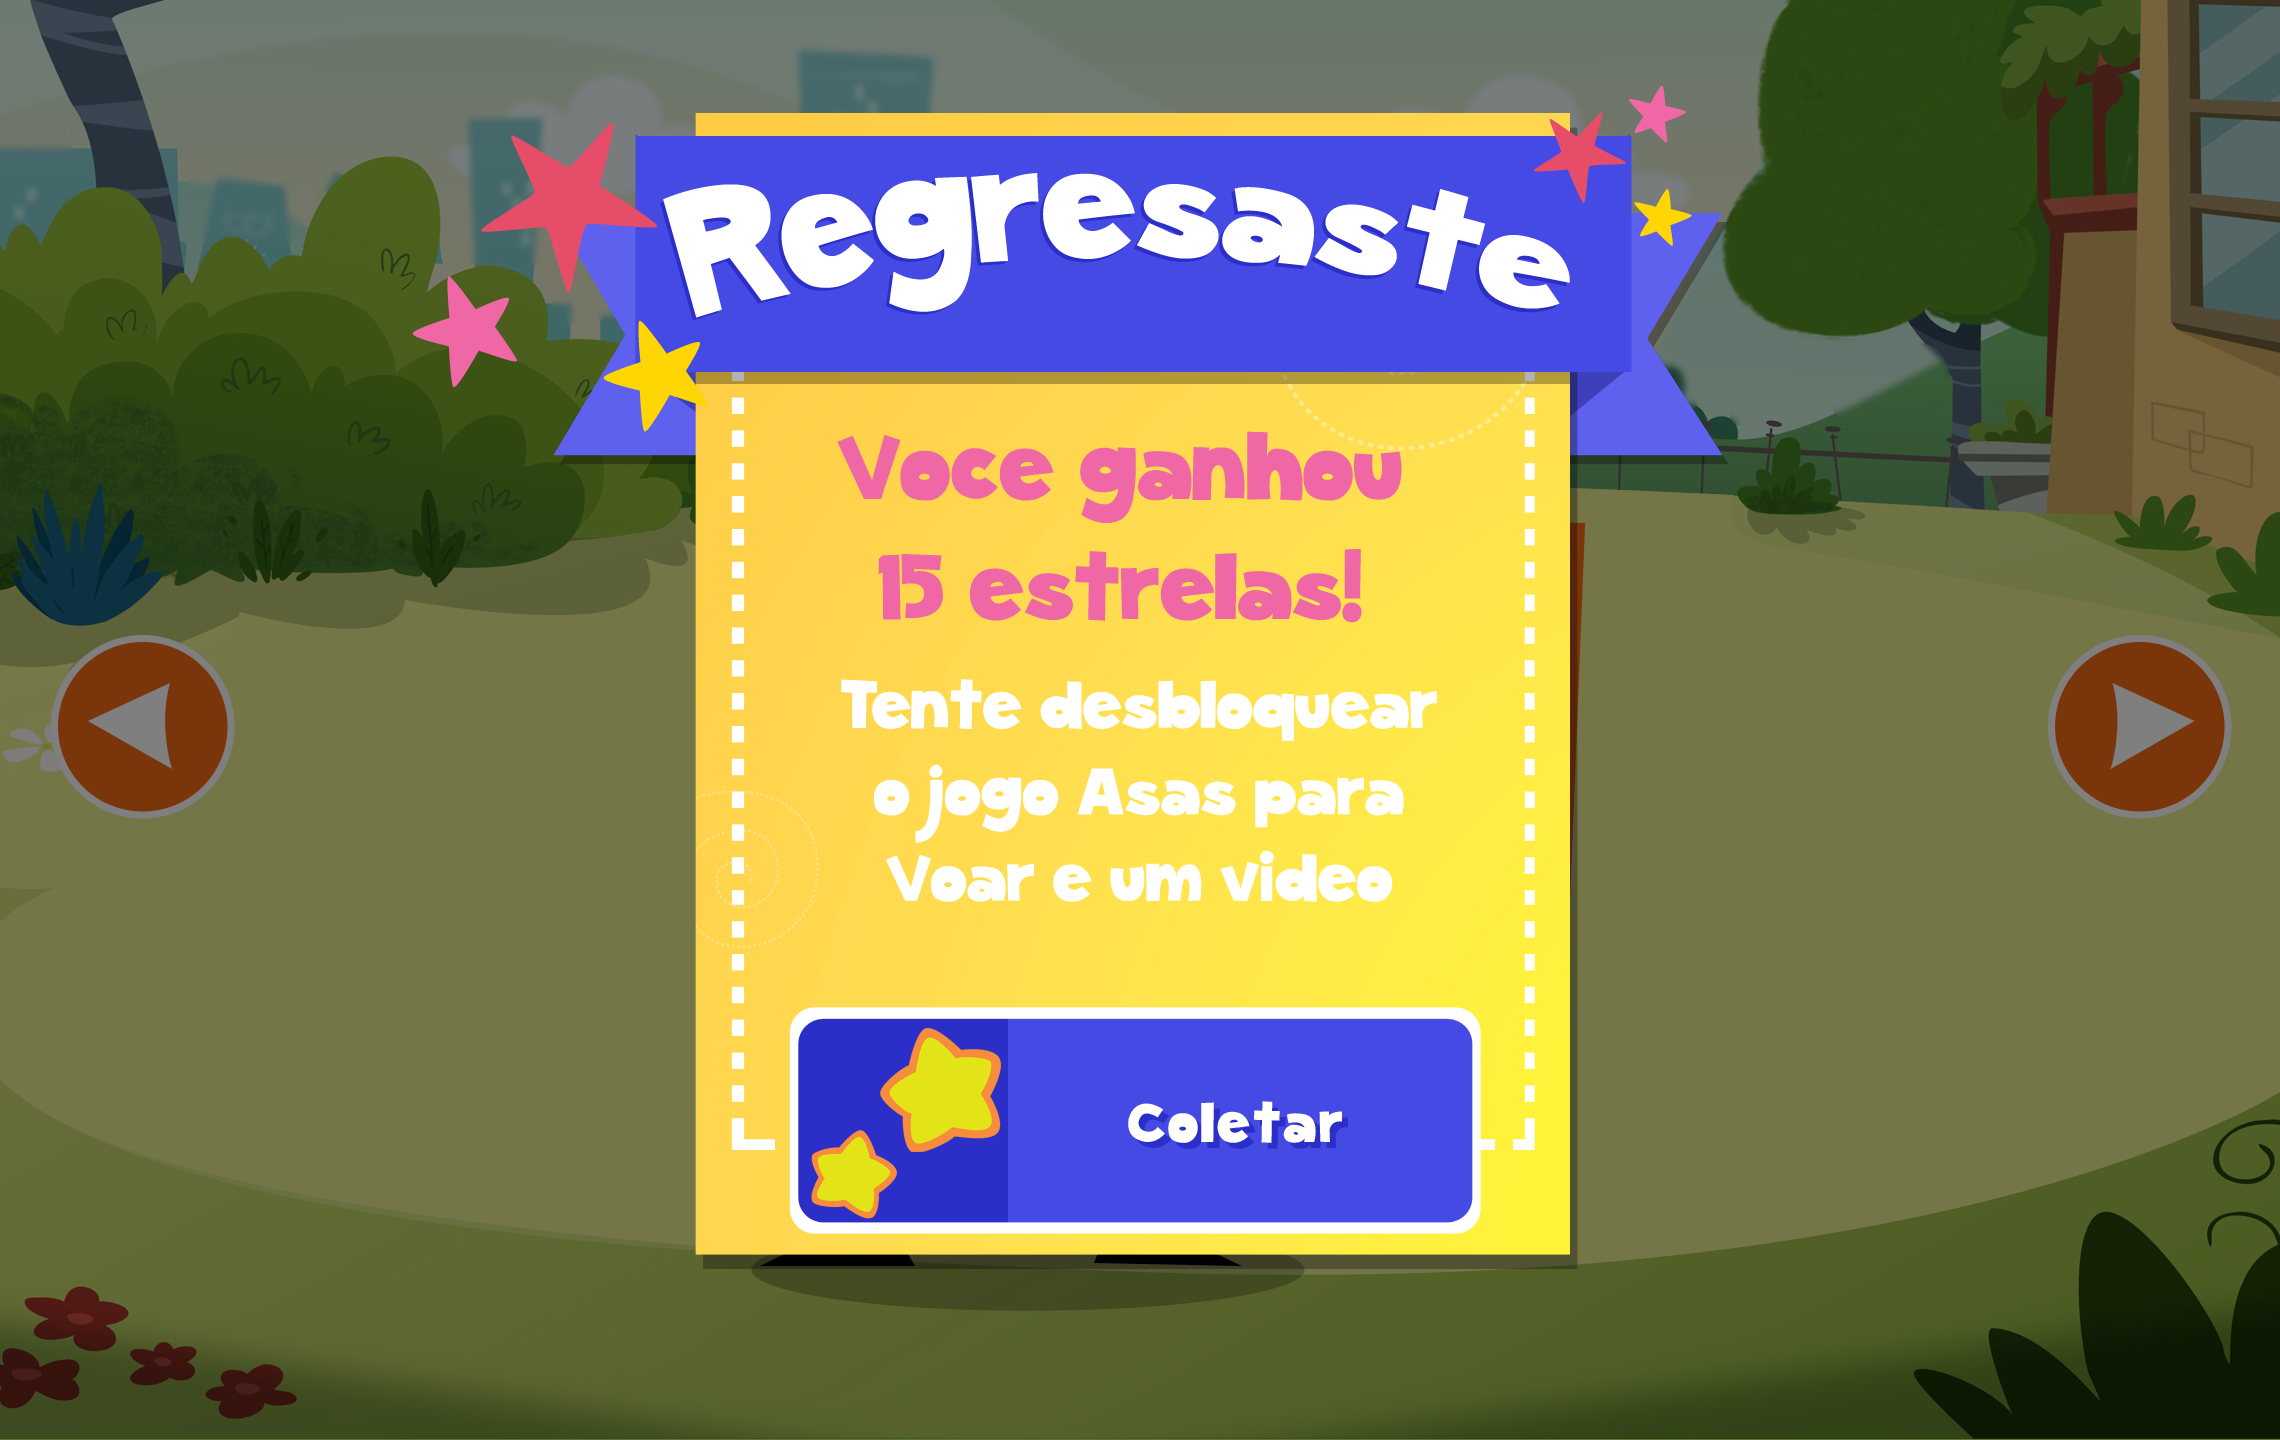 Regresaste
Voce ganhou
15 estrelas!
Tente desbloquear
o jogo Asas para
Voar e um video
Coletar